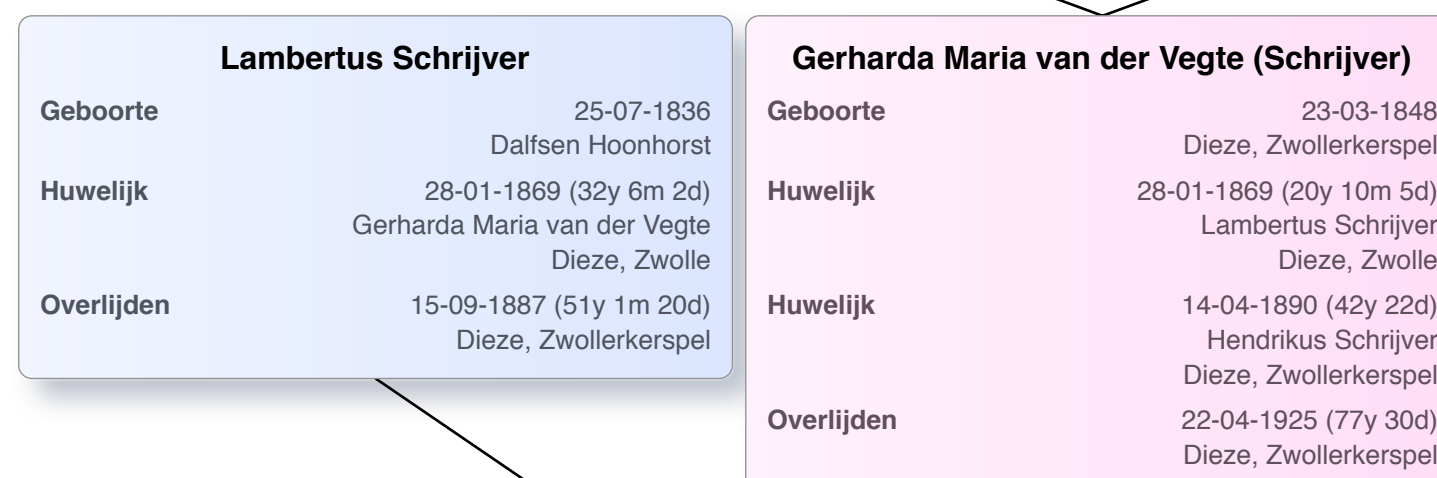 Lambertus Schrijver
Geboorte 25-07-1836
Dalfsen Hoonhorst
Huwelijk 28-01-1869 (32y 6m 2d)
Gerharda Maria van der Vegte
Dieze, Zwolle
Overlijden 15-09-1887 (51y 1m 20d)
Dieze, Zwollerkerspel
Gerharda Maria van der Vegte (Schrijver)
Geboorte 23-03-1848
Dieze, Zwollerkerspel
Huwelijk 28-01-1869 (20y 10m 5d)
Lambertus Schrijver
Dieze, Zwolle
Huwelijk 14-04-1890 (42y 22d)
Hendrikus Schrijver
Dieze, Zwollerkerspel
Overlijden 22-04-1925 (77y 30d)
Dieze, Zwollerkerspel